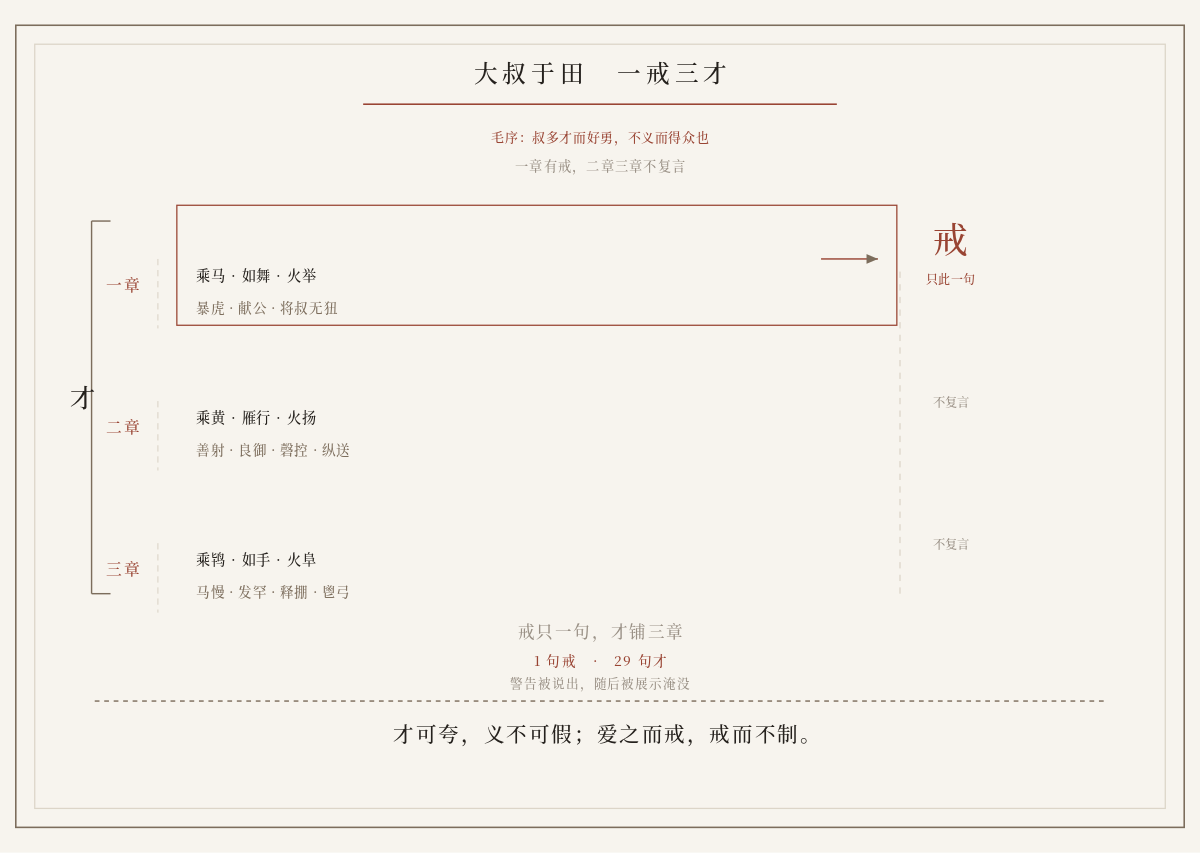 大叔于田　一戒三才
毛序：叔多才而好勇，不义而得众也
一章有戒，二章三章不复言
戒
只此一句
一章
乘马 · 如舞 · 火举
暴虎 · 献公 · 将叔无狃
才
二章
乘黄 · 雁行 · 火扬
善射 · 良御 · 磬控 · 纵送
不复言
三章
乘鸨 · 如手 · 火阜
马慢 · 发罕 · 释掤 · 鬯弓
不复言
戒只一句，才铺三章
1 句戒　·　29 句才
警告被说出，随后被展示淹没
才可夸，义不可假；爱之而戒，戒而不制。